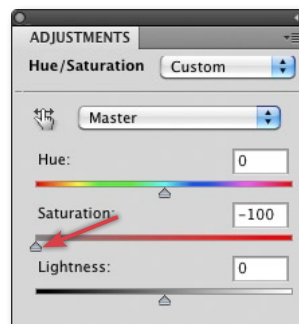 ADJUSTMENTS
Hue/Saturation Custom
Master
Hue: 0
Saturation: -100
Lightness: 0